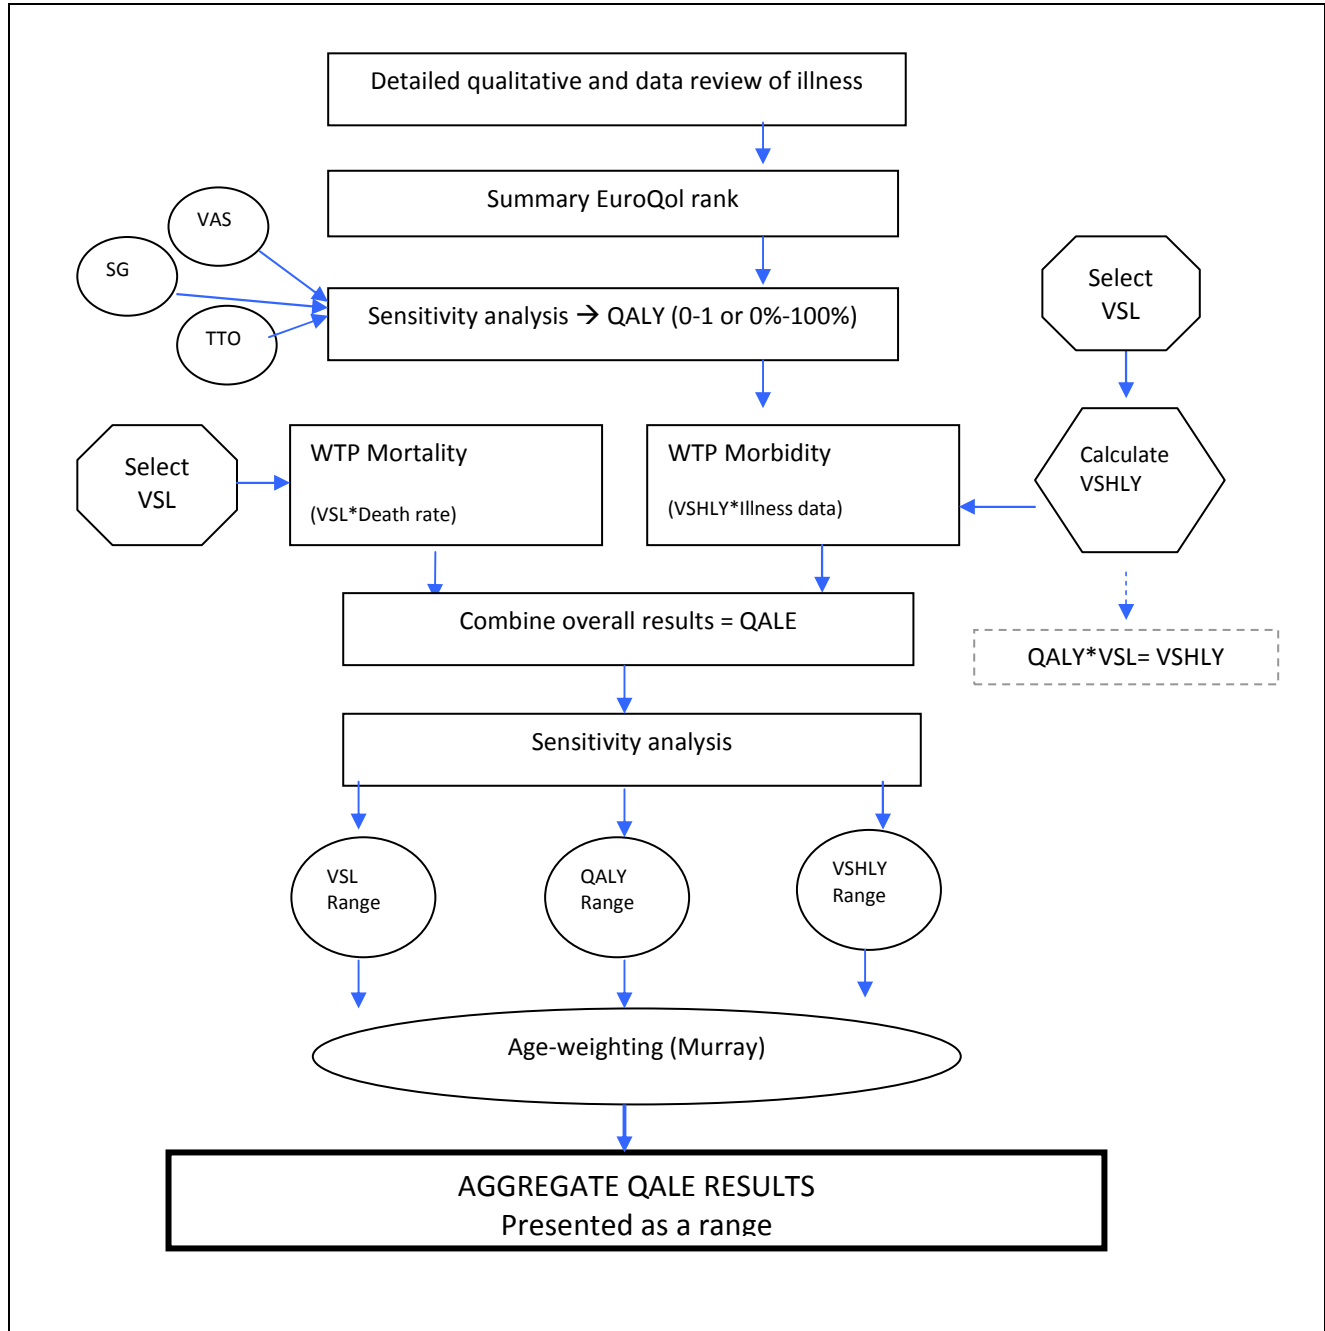 Detailed qualitative and data review of illness
Summary EuroQol rank
VAS
SG
TTO
Sensitivity analysis → QALY (0-1 or 0%-100%)
Select
VSL
Select
VSL
WTP Mortality
(VSL*Death rate)
WTP Morbidity
(VSHLY*Illness data)
Calculate
VSHLY
Combine overall results = QALE
QALY*VSL= VSHLY
Sensitivity analysis
VSL
Range
QALY
Range
VSHLY
Range
Age-weighting (Murray)
AGGREGATE QALE RESULTS
Presented as a range